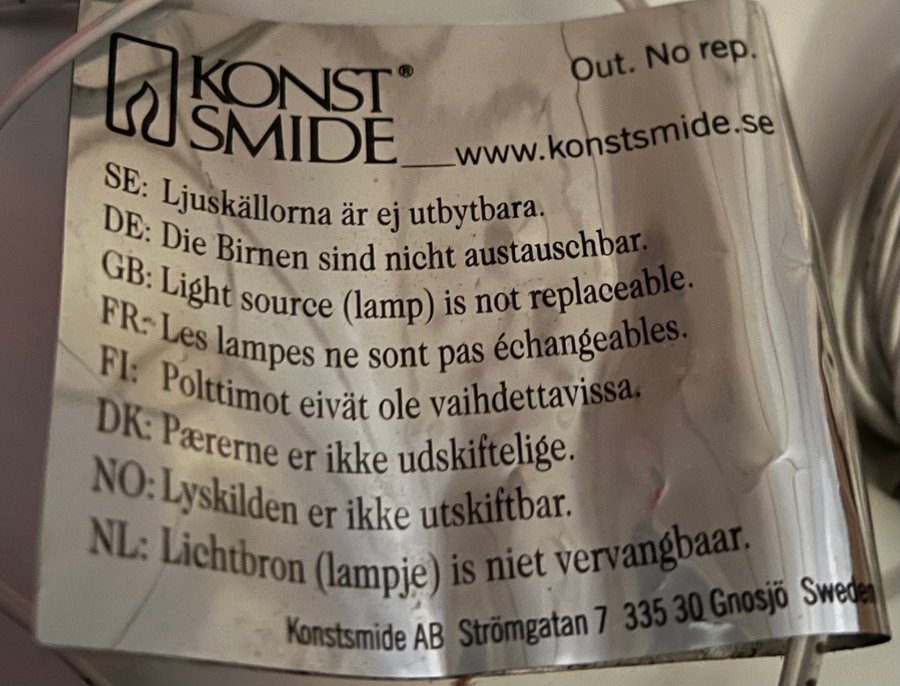 KONST® Out. No rep.
SMIDE___www.konstsmide.se
SE: Ljuskällorna är ej utbytbara.
DE: Die Birnen sind nicht austauschbar.
GB: Light source (lamp) is not replaceable.
FR: Les lampes ne sont pas échangeables.
FI: Polttimot eivät ole vaihdettavissa.
DK: Pærerne er ikke udskiftelige.
NO: Lyskilden er ikke utskiftbar.
NL: Lichtbron (lampje) is niet vervangbaar.
Konstsmide AB Strömgatan 7 335 30 Gnosjö Sweden